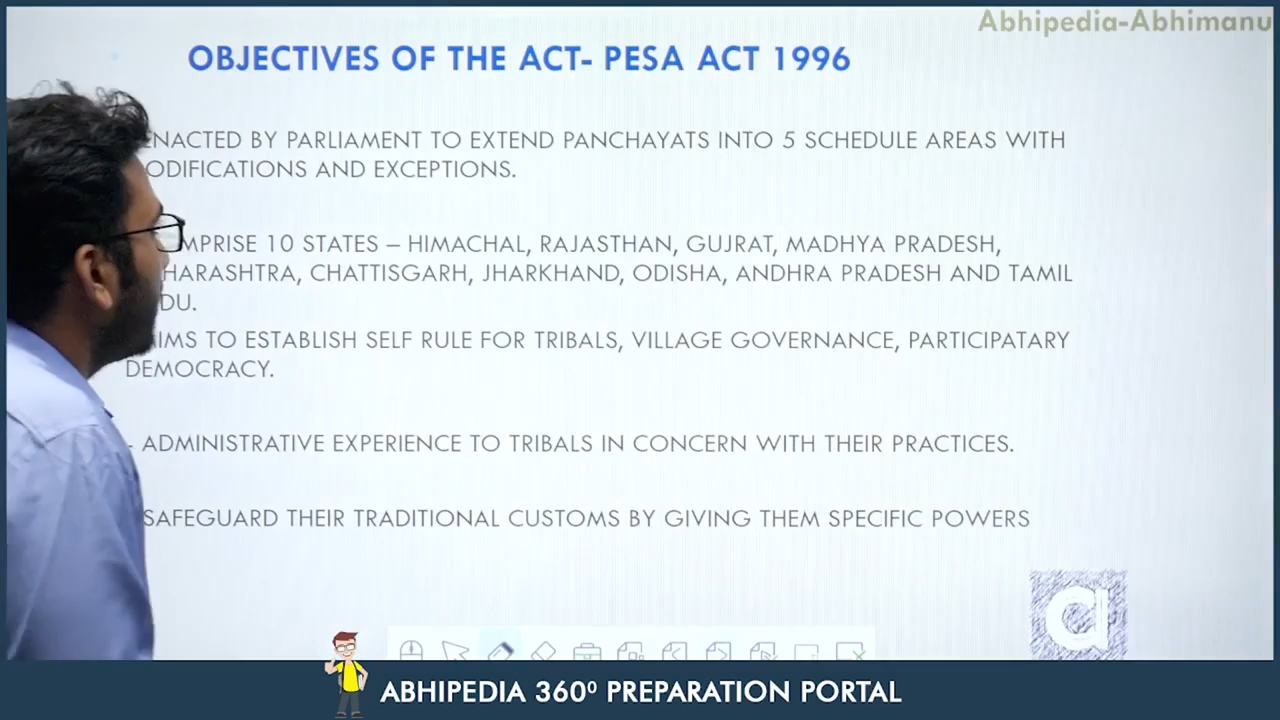 Abhipedia-Abhimanu
OBJECTIVES OF THE ACT- PESA ACT 1996
ENACTED BY PARLIAMENT TO EXTEND PANCHAYATS INTO 5 SCHEDULE AREAS WITH
ODIFICATIONS AND EXCEPTIONS.
MPRISE 10 STATES – HIMACHAL, RAJASTHAN, GUJRAT, MADHYA PRADESH,
HARASHTRA, CHATTISGARH, JHARKHAND, ODISHA, ANDHRA PRADESH AND TAMIL
DU.
AIMS TO ESTABLISH SELF RULE FOR TRIBALS, VILLAGE GOVERNANCE, PARTICIPATARY
DEMOCRACY.
- ADMINISTRATIVE EXPERIENCE TO TRIBALS IN CONCERN WITH THEIR PRACTICES.
SAFEGUARD THEIR TRADITIONAL CUSTOMS BY GIVING THEM SPECIFIC POWERS
a
ABHIPEDIA 360⁰ PREPARATION PORTAL